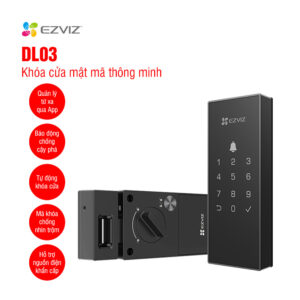 EZVIZ
DL03
Khóa cửa mật mã thông minh
Quản lý
từ xa
qua App
Báo động
chống
cạy phá
Tự động
khóa cửa
Mã khóa
chống
nhìn trộm
Hỗ trợ
nguồn điện
khẩn cấp
EZVIZ
1 2 3
4 5 6
7 8 9
0